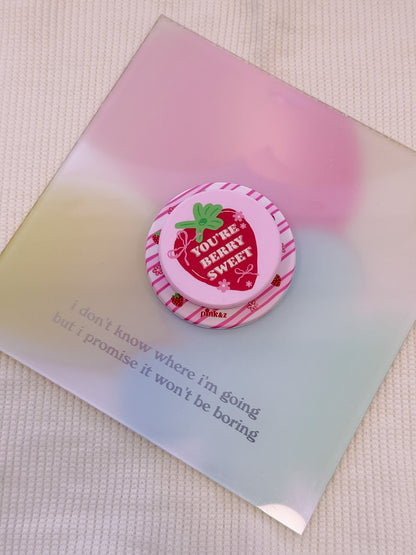 YOU'RE
BERRY
SWEET
pink&z
i don't know where i'm going
but i promise it won't be boring